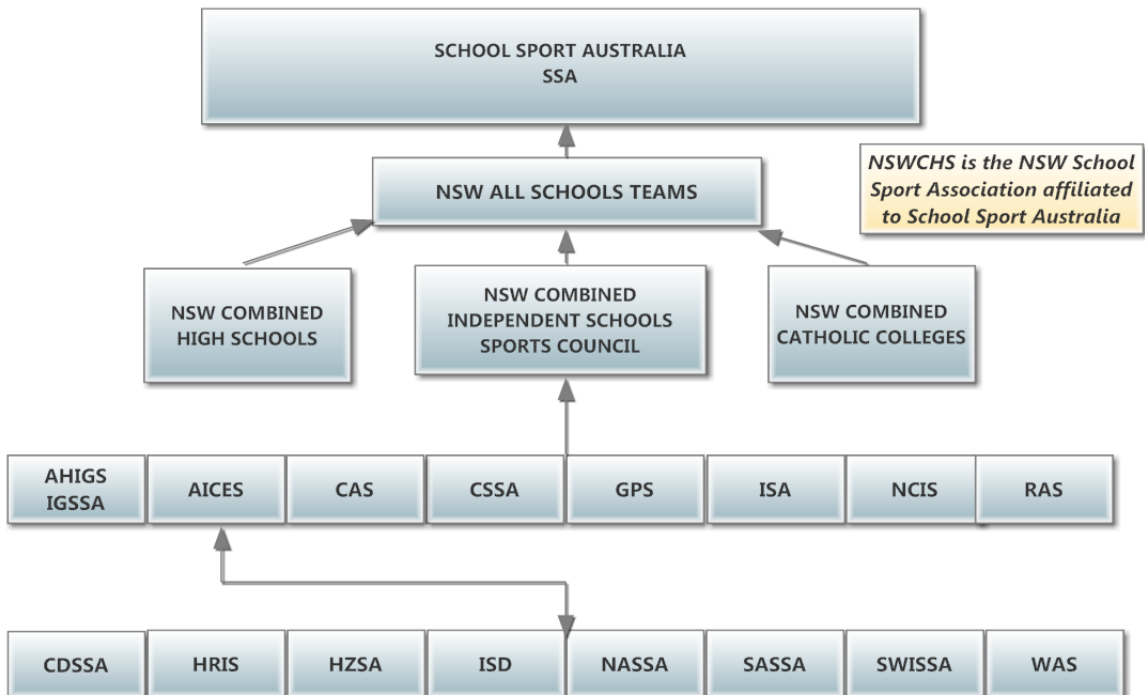 SCHOOL SPORT AUSTRALIA
SSA
NSW ALL SCHOOLS TEAMS
NSWCHS is the NSW School
Sport Association affiliated
to School Sport Australia
NSW COMBINED
HIGH SCHOOLS
NSW COMBINED
INDEPENDENT SCHOOLS
SPORTS COUNCIL
NSW COMBINED
CATHOLIC COLLEGES
AHIGS
IGSSA
AICES
CAS
CSSA
GPS
ISA
NCIS
RAS
CDSSA
HRIS
HZSA
ISD
NASSA
SASSA
SWISSA
WAS